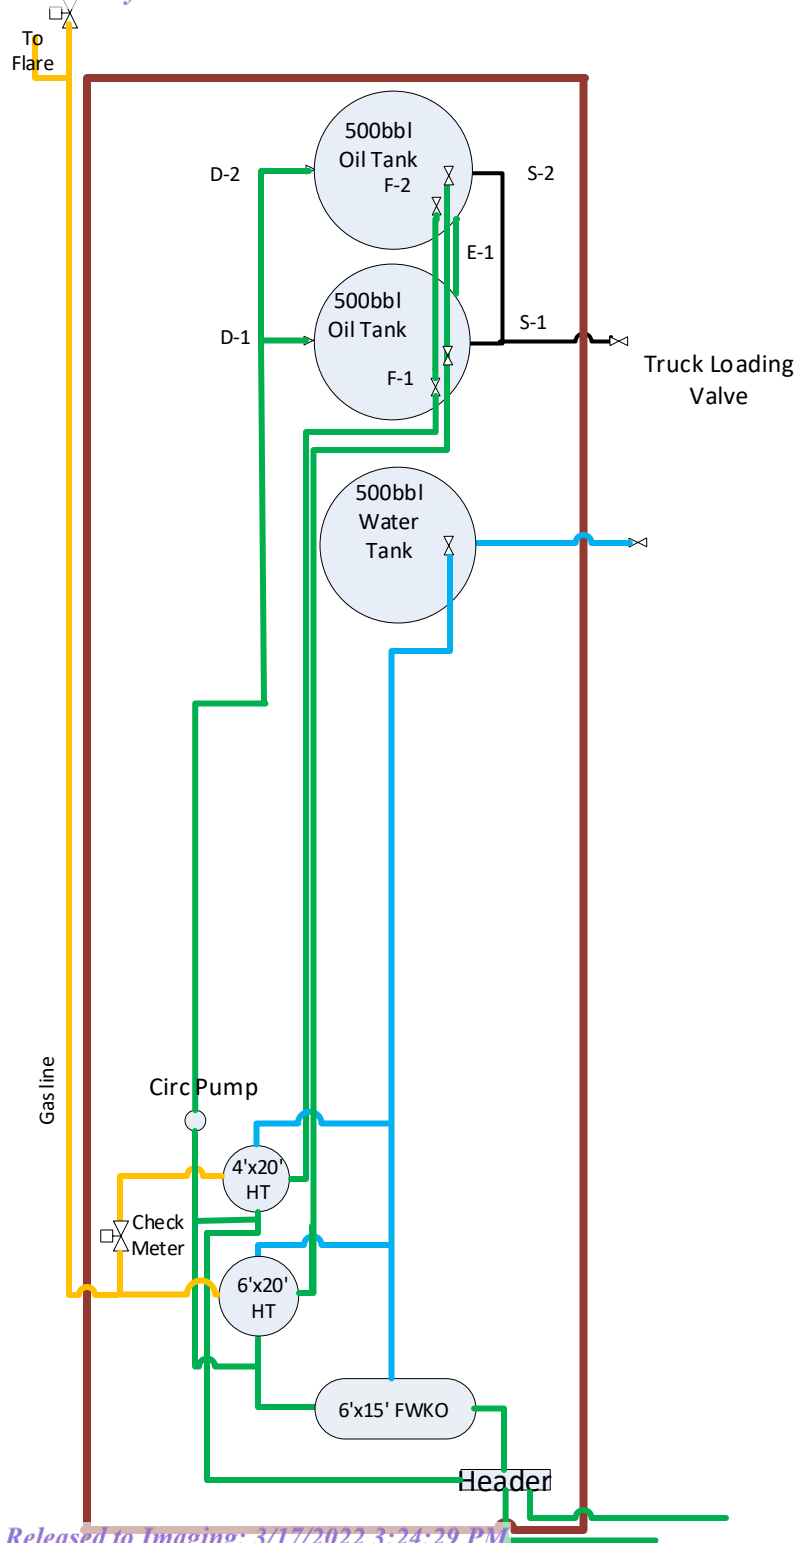 To
Flare
500bbl
Oil Tank
F-2
D-2
S-2
E-1
500bbl
Oil Tank
D-1
S-1
F-1
Truck Loading
Valve
500bbl
Water
Tank
Gas line
Circ Pump
4'x20'
HT
Check
Meter
6'x20'
HT
6'x15' FWKO
Header
Released to Imaging: 3/17/2022 3:24:29 PM